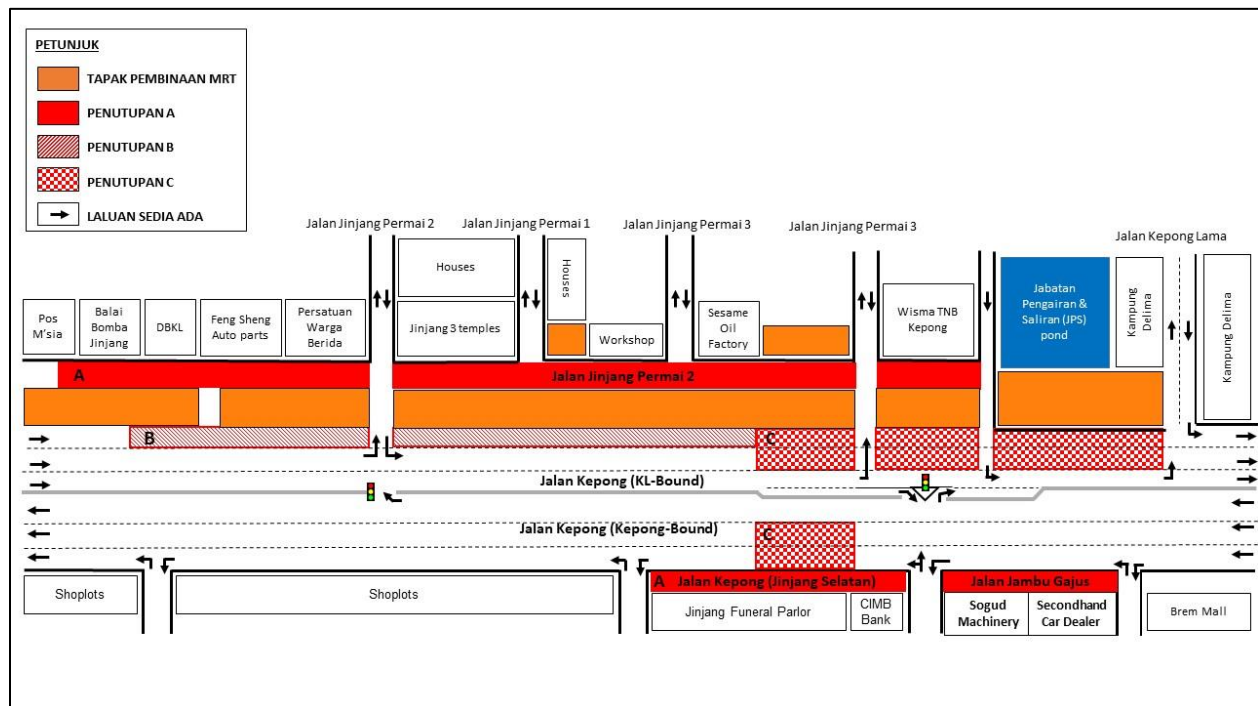 PETUNJUK
TAPAK PEMBINAAN MRT
PENUTUPAN A
PENUTUPAN B
PENUTUPAN C
LALUAN SEDIA ADA
Jalan Jinjang Permai 2
Jalan Jinjang Permai 1
Jalan Jinjang Permai 3
Jalan Jinjang Permai 3
Jalan Kepong Lama
Pos
M'sia
Balai
Bomba
Jinjang
DBKL
Feng Sheng
Auto parts
Persatuan
Warga
Berida
Houses
Jinjang 3 temples
Houses
Workshop
Sesame
Oil
Factory
Wisma TNB
Kepong
Jabatan
Pengairan &
Saliran (JPS)
pond
Kampung
Delima
Kampung Delima
A
Jalan Jinjang Permai 2
B
C
Jalan Kepong (KL-Bound)
Jalan Kepong (Kepong-Bound)
C
Shoplots
Shoplots
A
Jalan Kepong (Jinjang Selatan)
Jinjang Funeral Parlor
CIMB
Bank
Jalan Jambu Gajus
Sogud
Machinery
Secondhand
Car Dealer
Brem Mall